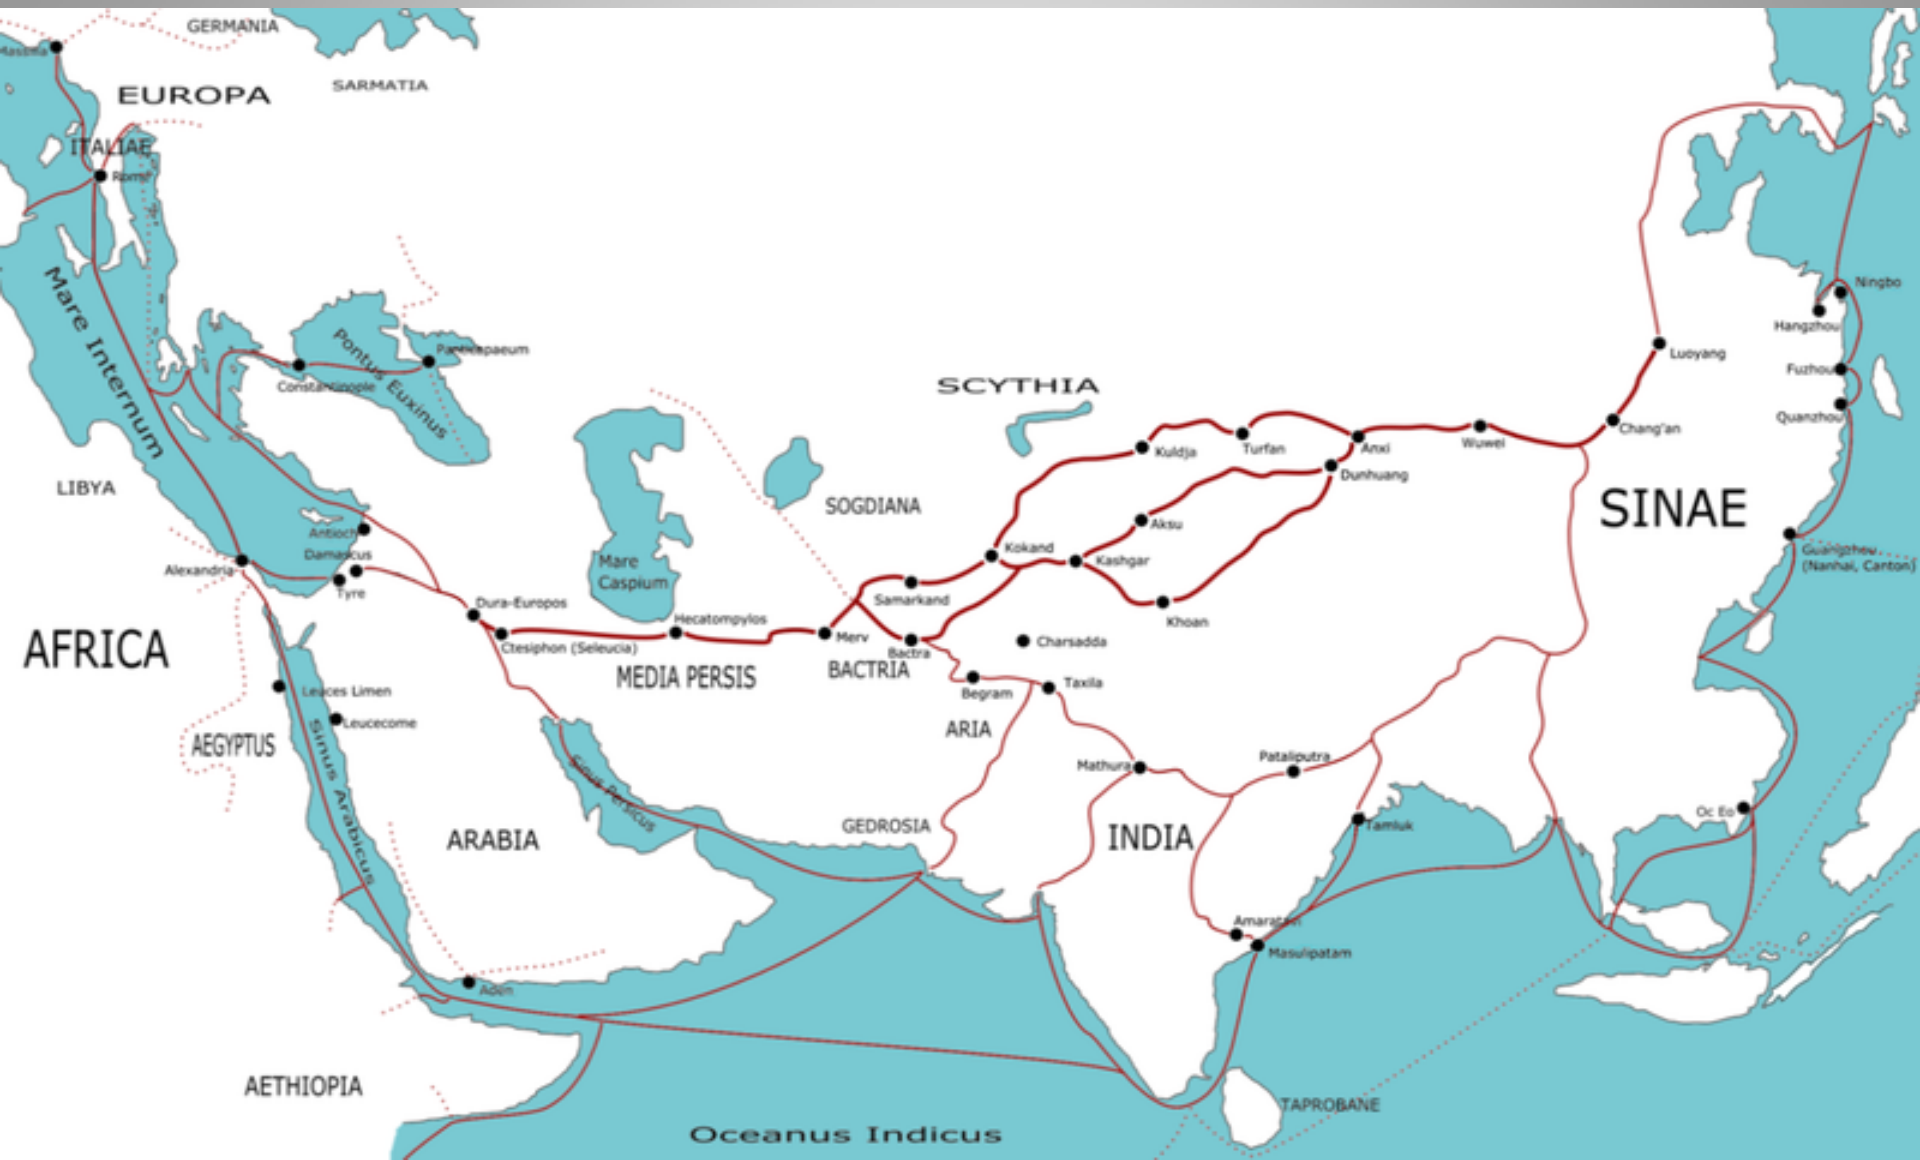 GERMANIA
Massilia
SARMATIA
EUROPA
ITALIAE
Rome
Mare Internum
Ningbo
Hangzhou
Pontus Euxinus
Panticapaeum
Luoyang
Constantinople
Fuzhou
SCYTHIA
Quanzhou
Chang'an
Kuldja
Turfan
Anxi
Wuwei
Dunhuang
LIBYA
SOGDIANA
SINAE
Aksu
Antioch
Damascus
Kokand
Kashgar
Guangzhou
(Nanhai, Canton)
Alexandria
Mare
Caspium
Tyre
Samarkand
Dura-Europos
Hecatompylos
Khoan
AFRICA
Merv
Charsadda
Ctesiphon (Seleucia)
Bactra
MEDIA PERSIS
BACTRIA
Begram
Taxila
Leuces Limen
Leucecome
ARIA
AEGYPTUS
Sinus Arabicus
Sinus Persicus
Mathura
Pataliputra
Oc Eo
ARABIA
GEDROSIA
INDIA
Tamluk
Amaratavi
Masulipatam
Aden
AETHIOPIA
TAPROBANE
Oceanus Indicus